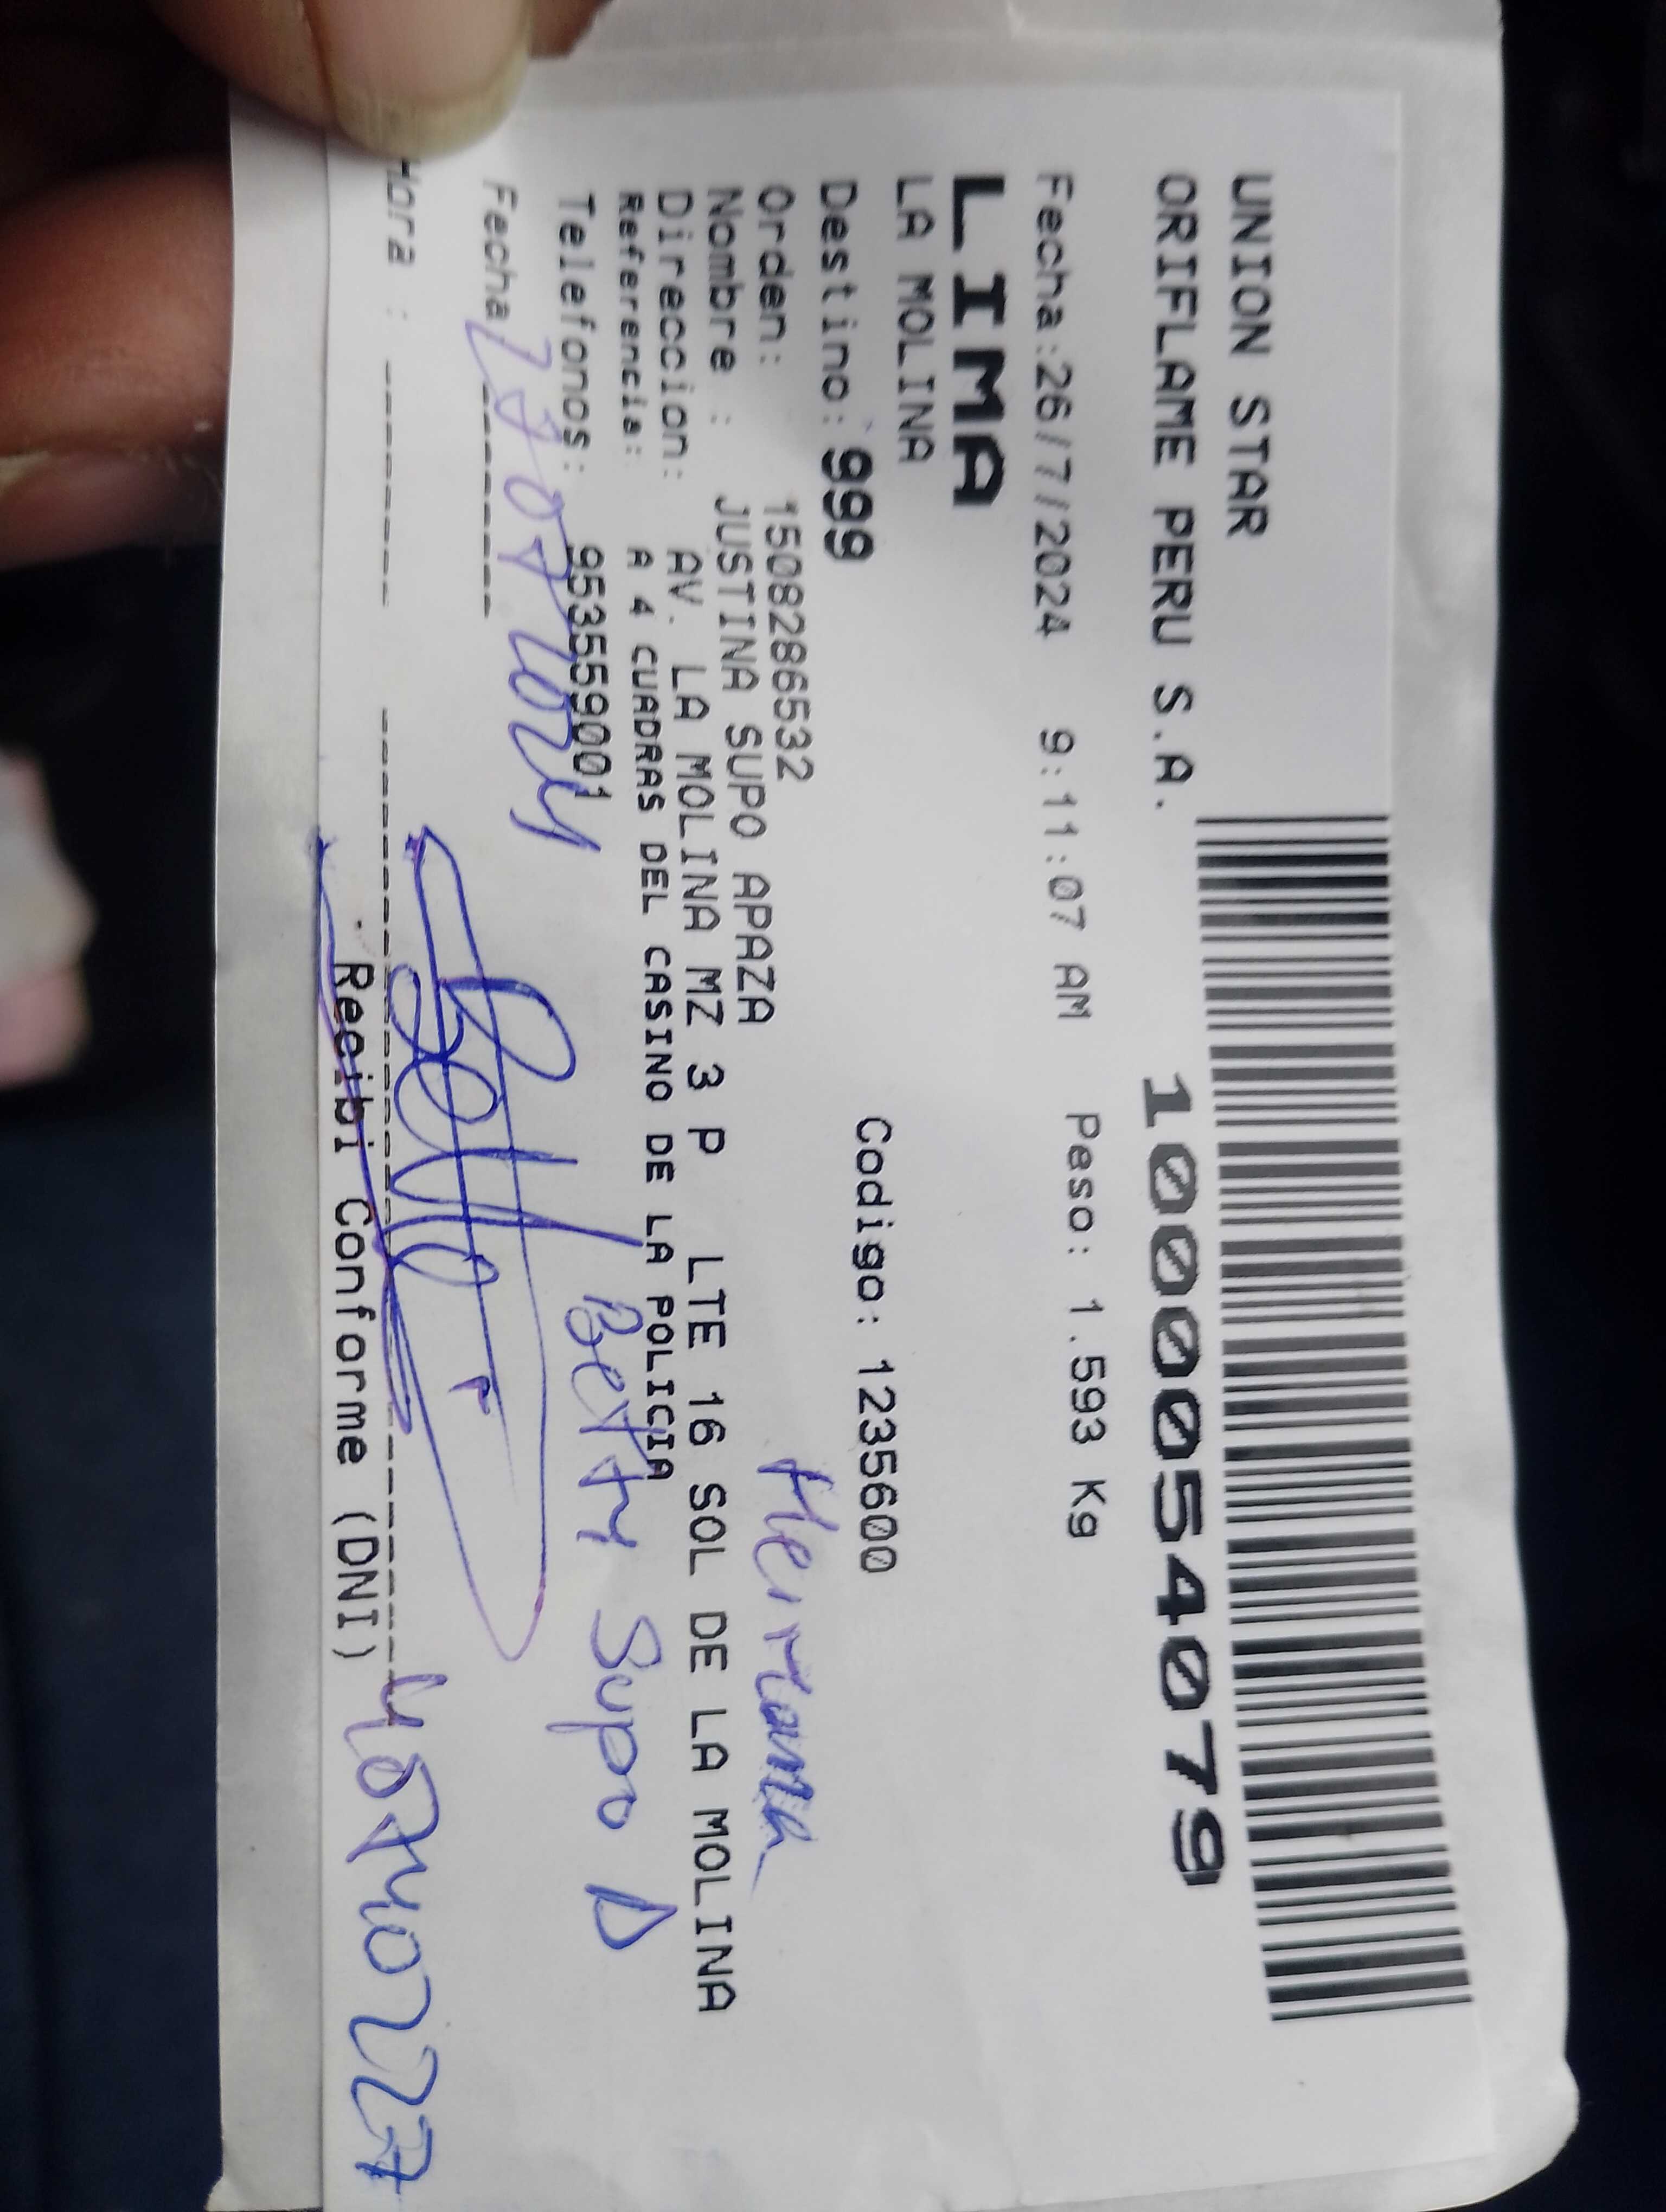 UNION STAR
ORIFLAME PERU S.A. 1000054079
Fecha:26/7/2024 9:11:07 AM Peso: 1.593 Kg
LIMA
LA MOLINA
Destino: 999 Codigo: 1235600
Orden: 1508286532
Nombre : JUSTINA SUPO APAZA Hermana
Direccion: AV. LA MOLINA MZ 3 P LTE 16 SOL DE LA MOLINA
Referencia: A 4 CUADRAS DEL CASINO DE LA POLICIA
Telefonos: 953559001 Betty Supo
Fecha
Hora :
Recibi Conforme (DNI)